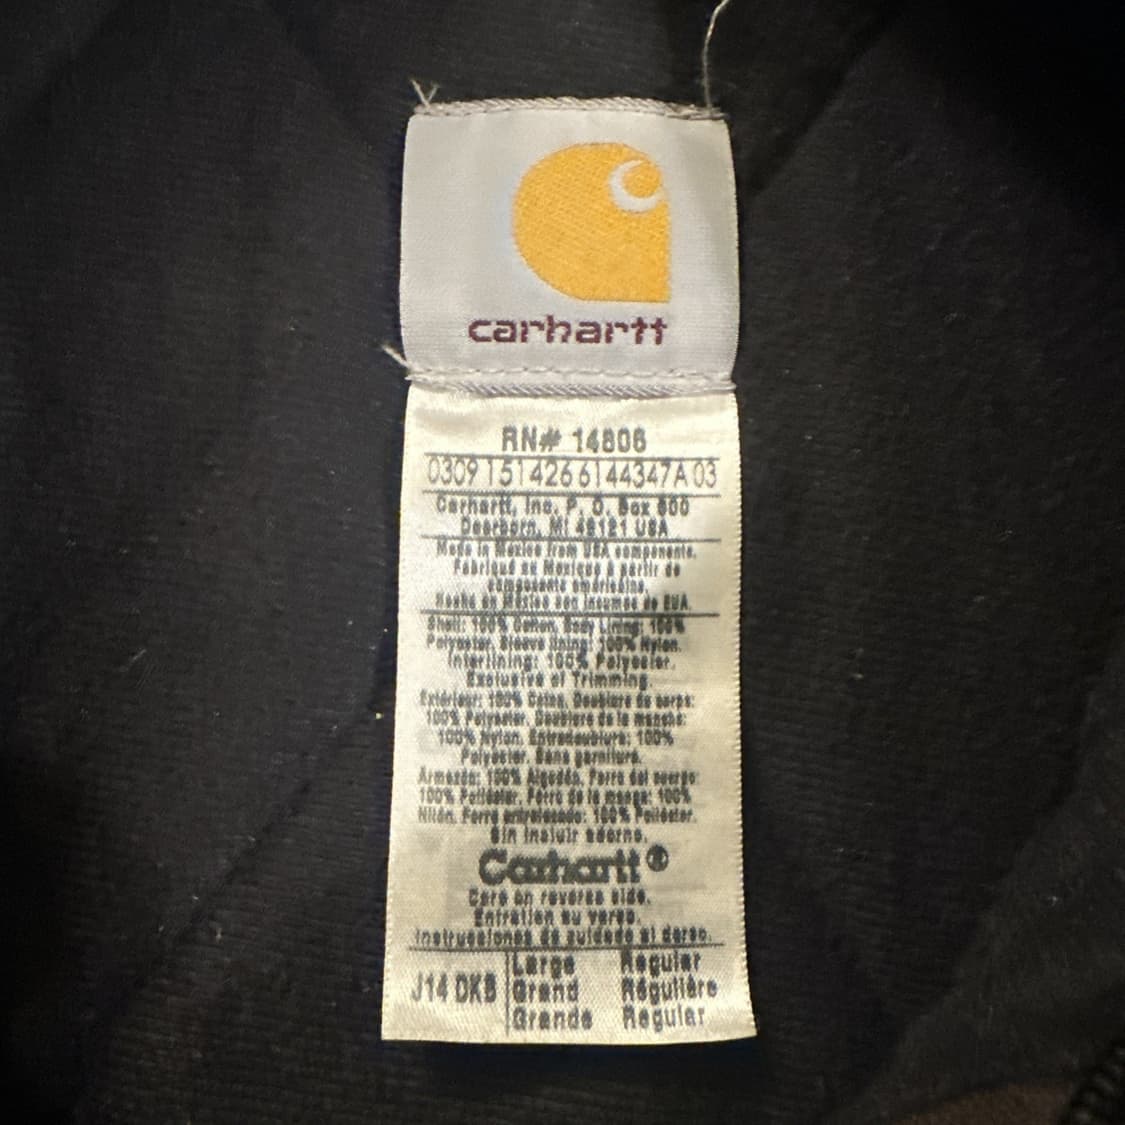 carhartt
RN# 14806
0309 151426 6144347A 03
Carhartt, Inc. P. O. Box 600
Dearborn, MI 48121 USA
Made in Mexico from USA components.
Fabriqué au Mexique à partir de
composants américains.
Hecho en México con insumos de EUA.
Shell: 100% Cotton, Body Lining: 100%
Polyester, Sleeve lining: 100% Nylon.
Interlining: 100% Polyester.
Exclusive of Trimming.
Extérieur: 100% Coton, Doublure de corps:
100% Polyester, Doublure de la manche:
100% Nylon, Entredoublure: 100%
Polyester. Sans garniture.
Armazón: 100% Algodón, Forro del cuerpo:
100% Poliéster, Forro de la manga: 100%
Nilón, Forro entrelazado: 100% Poliéster.
Sin incluir adorno.
Carhartt ®
Care on reverse side.
Entretien au verso.
Instrucciones de cuidado al dorso.
J14 DKB Large Regular
Grand Régulière
Grande Regular